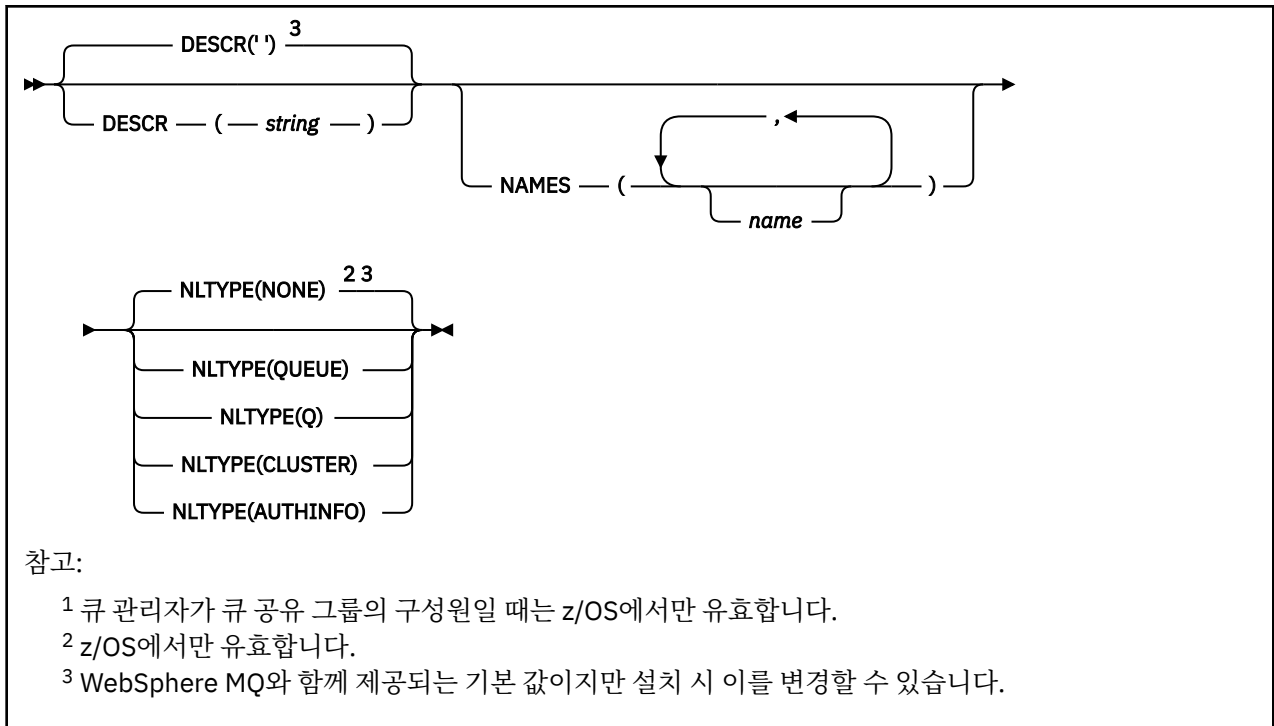 DESCR(' ') 3
DESCR ( string )
,
NAMES ( )
name
NLTYPE(NONE) 2 3
NLTYPE(QUEUE)
NLTYPE(Q)
NLTYPE(CLUSTER)
NLTYPE(AUTHINFO)
참고:
1 큐 관리자가 큐 공유 그룹의 구성원일 때는 z/OS에서만 유효합니다.
2 z/OS에서만 유효합니다.
3 WebSphere MQ와 함께 제공되는 기본 값이지만 설치 시 이를 변경할 수 있습니다.